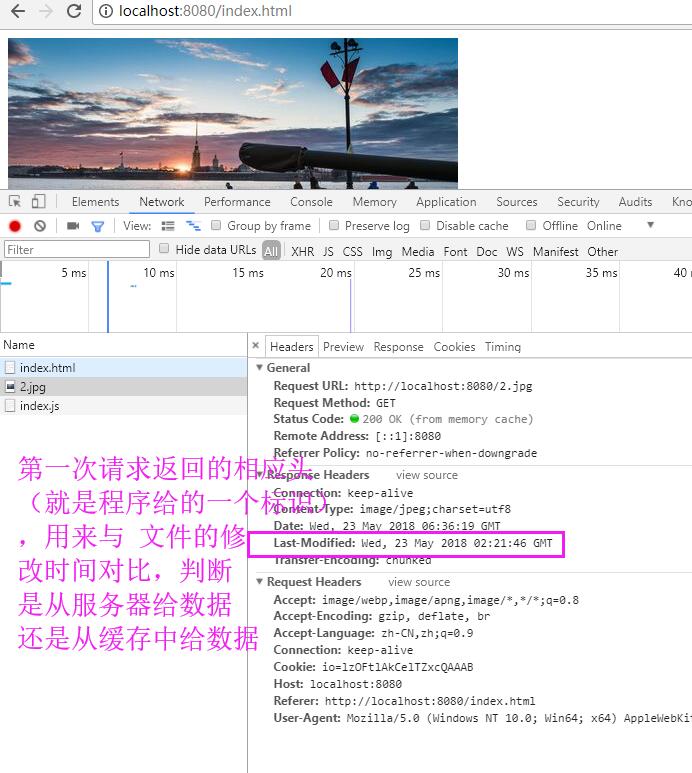 localhost:8080/index.html
Elements Network Performance Console Memory Application Sources Security Audits Kno
View: Group by frame Preserve log Disable cache Offline Online
Filter Hide data URLs All XHR JS CSS Img Media Font Doc WS Manifest Other
5 ms 10 ms 15 ms 20 ms 25 ms 30 ms 35 ms 40 m
Name
index.html
2.jpg
index.js
第一次请求返回的相应头
(就是程序给的一个标识)
,用来与 文件的修
改时间对比，判断
是从服务器给数据
还是从缓存中给数据
× Headers Preview Response Cookies Timing
General
Request URL: http://localhost:8080/2.jpg
Request Method: GET
Status Code: 200 OK (from memory cache)
Remote Address: [::1]:8080
Referrer Policy: no-referrer-when-downgrade
Response Headers view source
Connection: keep-alive
Content-Type: image/jpeg;charset=utf8
Date: Wed, 23 May 2018 06:36:19 GMT
Last-Modified: Wed, 23 May 2018 02:21:46 GMT
Transfer-Encoding: chunked
Request Headers view source
Accept: image/webp,image/apng,image/*,*/*;q=0.8
Accept-Encoding: gzip, deflate, br
Accept-Language: zh-CN,zh;q=0.9
Connection: keep-alive
Cookie: io=lzOFtlAkCelTZxcQAAAB
Host: localhost:8080
Referer: http://localhost:8080/index.html
User-Agent: Mozilla/5.0 (Windows NT 10.0; Win64; x64) AppleWebKi